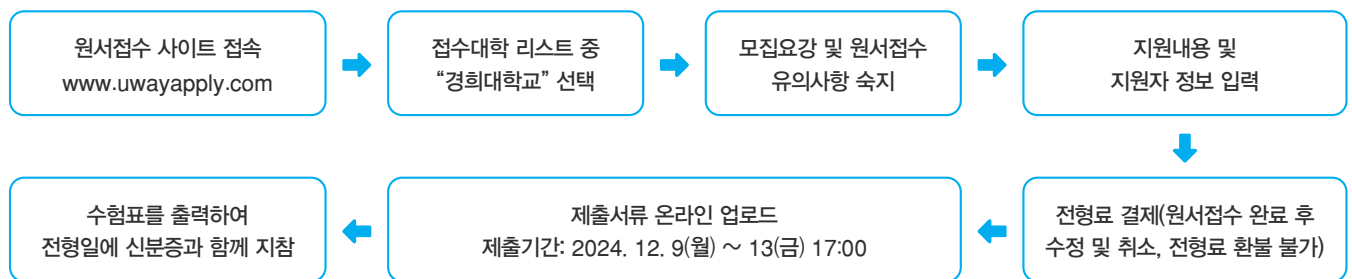 원서접수 사이트 접속
www.uwayapply.com
접수대학 리스트 중
“경희대학교” 선택
모집요강 및 원서접수
유의사항 숙지
지원내용 및
지원자 정보 입력
전형료 결제(원서접수 완료 후
수정 및 취소, 전형료 환불 불가)
제출서류 온라인 업로드
제출기간: 2024. 12. 9(월) ~ 13(금) 17:00
수험표를 출력하여
전형일에 신분증과 함께 지참